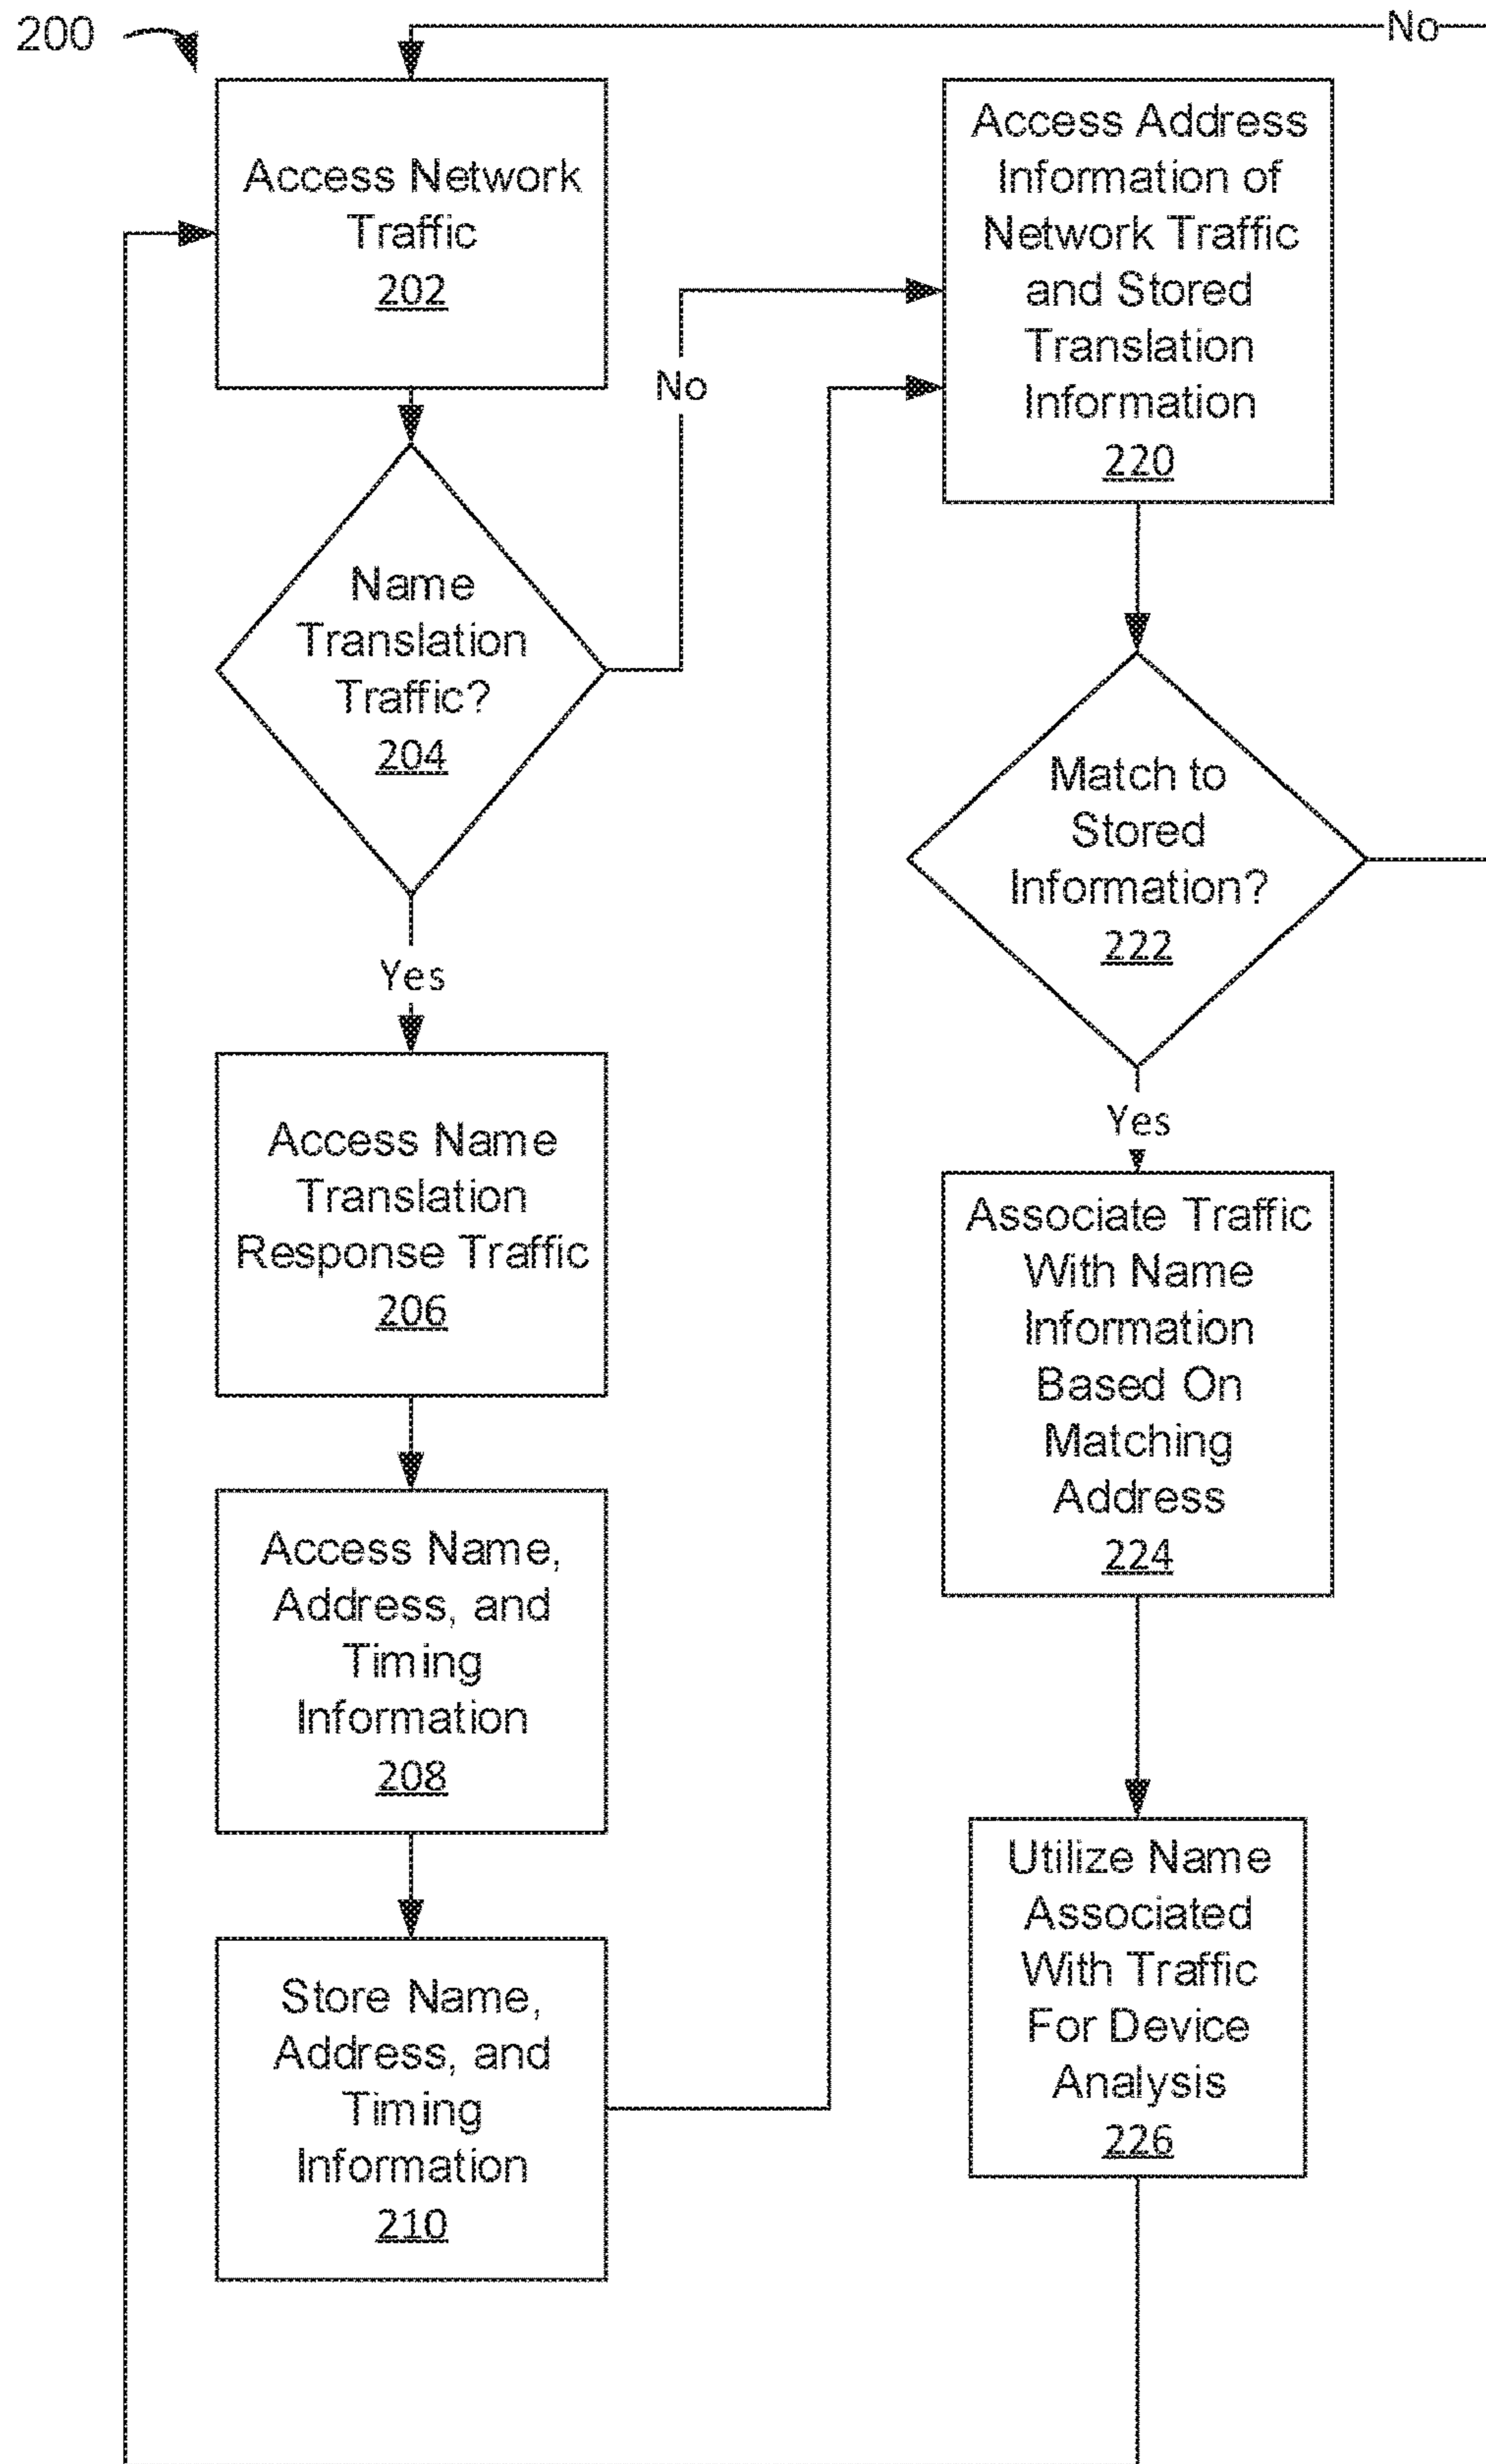 200
No
Access Network
Traffic
202
No
Name
Translation
Traffic?
204
Yes
Access Name
Translation
Response Traffic
206
Access Name,
Address, and
Timing
Information
208
Store Name,
Address, and
Timing
Information
210
Access Address
Information of
Network Traffic
and Stored
Translation
Information
220
Match to
Stored
Information?
222
Yes
Associate Traffic
With Name
Information
Based On
Matching
Address
224
Utilize Name
Associated
With Traffic
For Device
Analysis
226